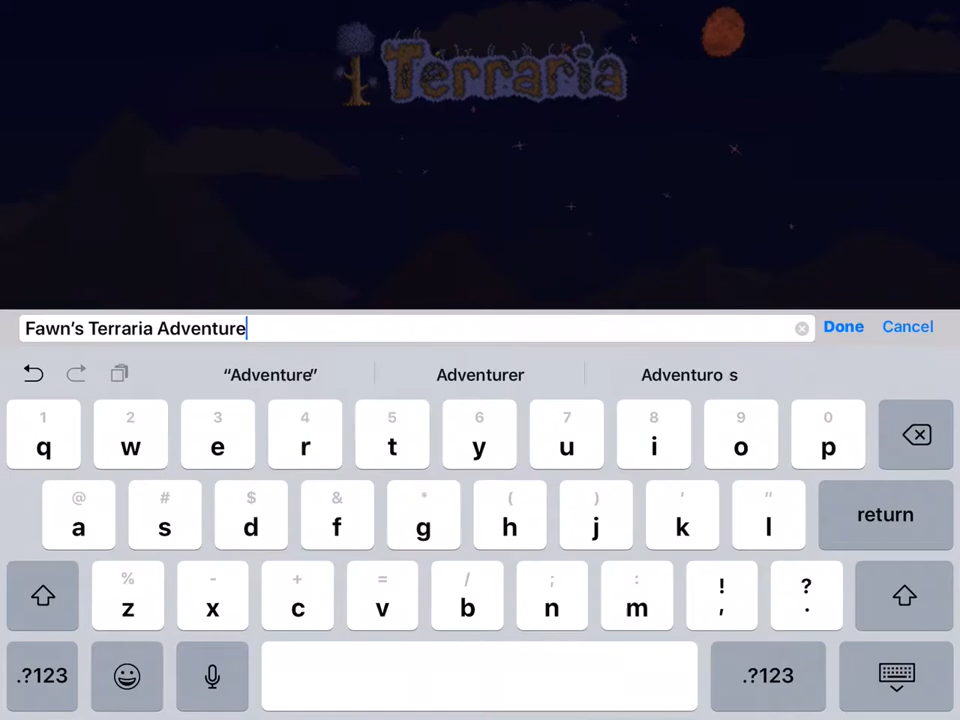 Terraria
Fawn’s Terraria Adventure
Done Cancel
“Adventure” Adventurer Adventuro s
1 2 3 4 5 6 7 8 9 0
q w e r t y u i o p
@ # $ & * ( ) ' "
a s d f g h j k l return
% - + = / ; : ! ?
z x c v b n m , .
.?123 .?123